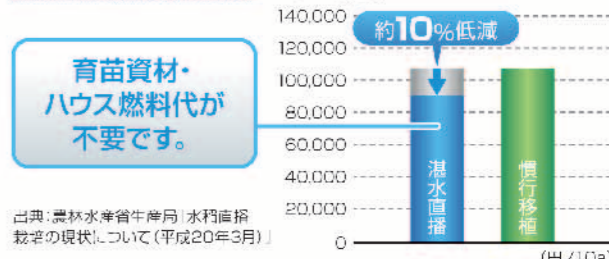 140,000
約10%低減
120,000
育苗資材・
ハウス燃料代が
不要です。
100,000
80,000
60,000
40,000
20,000
0
湛水直播
慣行移植
出典:農林水産省生産局「水稲直播
栽培の現状について(平成20年3月)」
(円/10a)